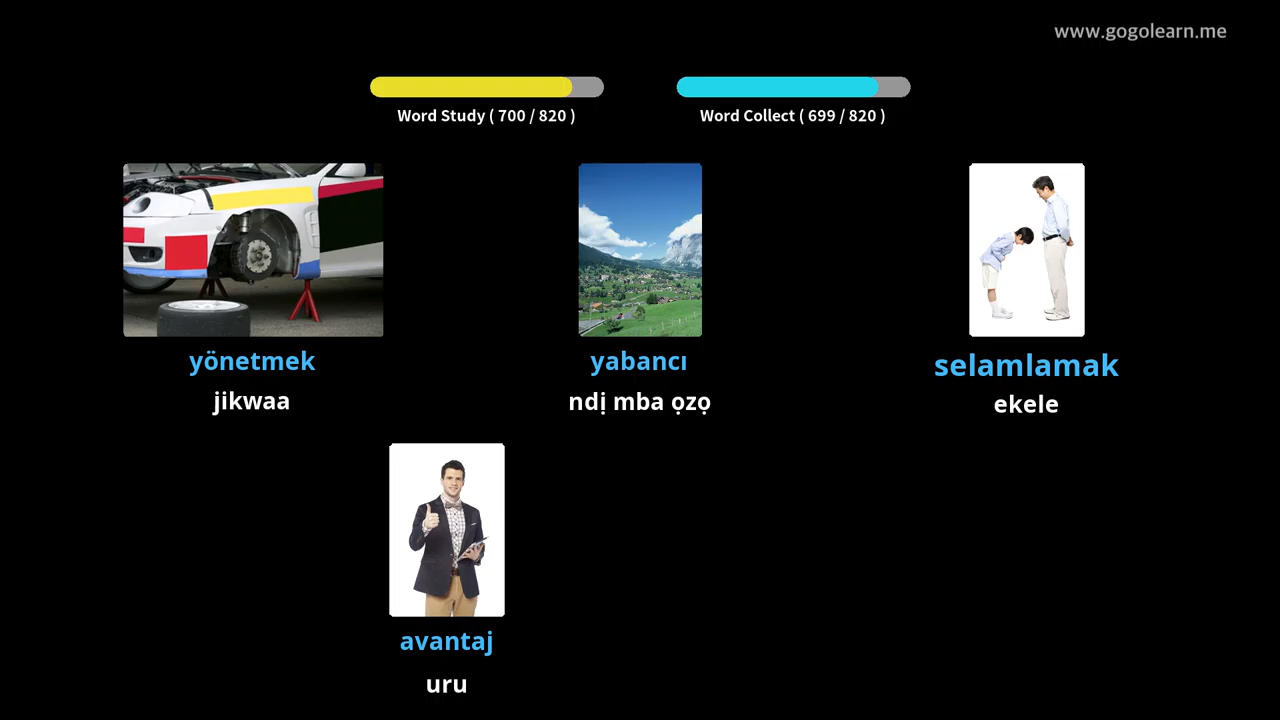 www.gogolearn.me
Word Study ( 700 / 820 )
Word Collect ( 699 / 820 )
yönetmek
jikwaa
yabancı
ndị mba ọzọ
selamlamak
ekele
avantaj
uru